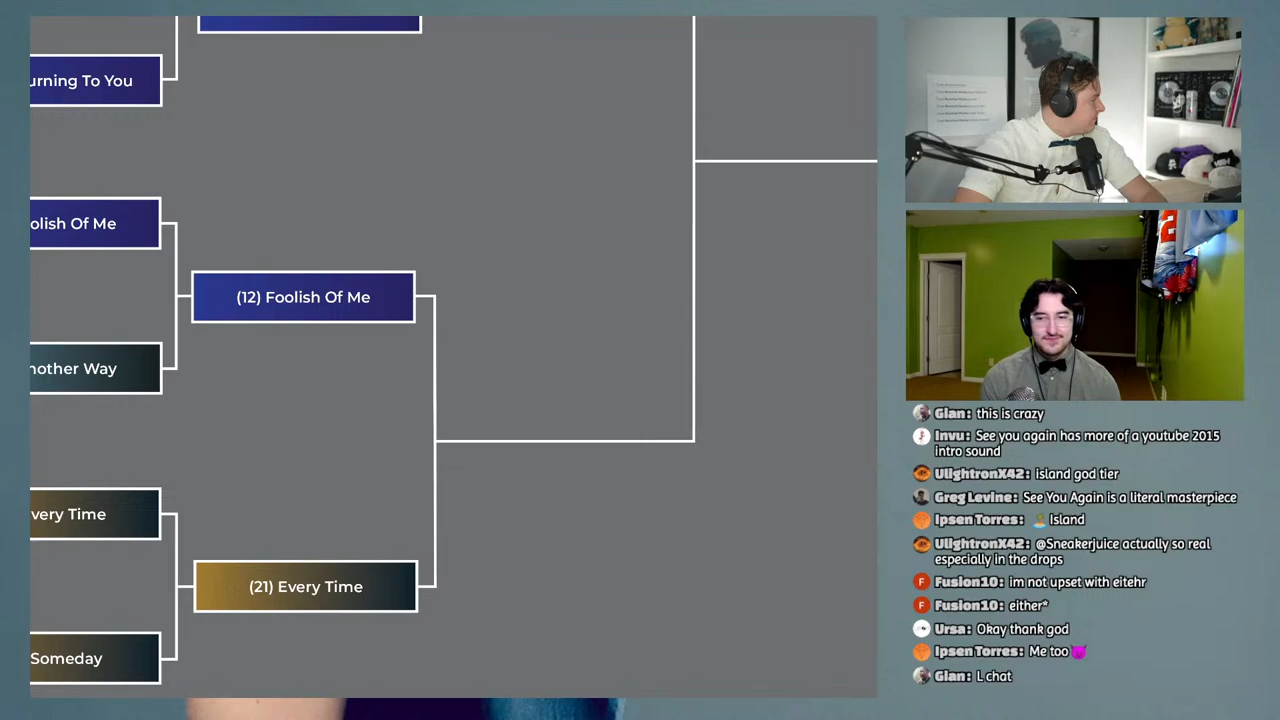 urning To You
olish Of Me
(12) Foolish Of Me
nother Way
very Time
(21) Every Time
Someday
Gian: this is crazy
Invu: See you again has more of a youtube 2015
intro sound
UlightronX42: island god tier
Greg Levine: See You Again is a literal masterpiece
Ipsen Torres: 🏝️Island
UlightronX42: @Sneakerjuice actually so real
especially in the drops
Fusion10: im not upset with eitehr
Fusion10: either*
Ursa: Okay thank god
Ipsen Torres: Me too😈
Gian: L chat